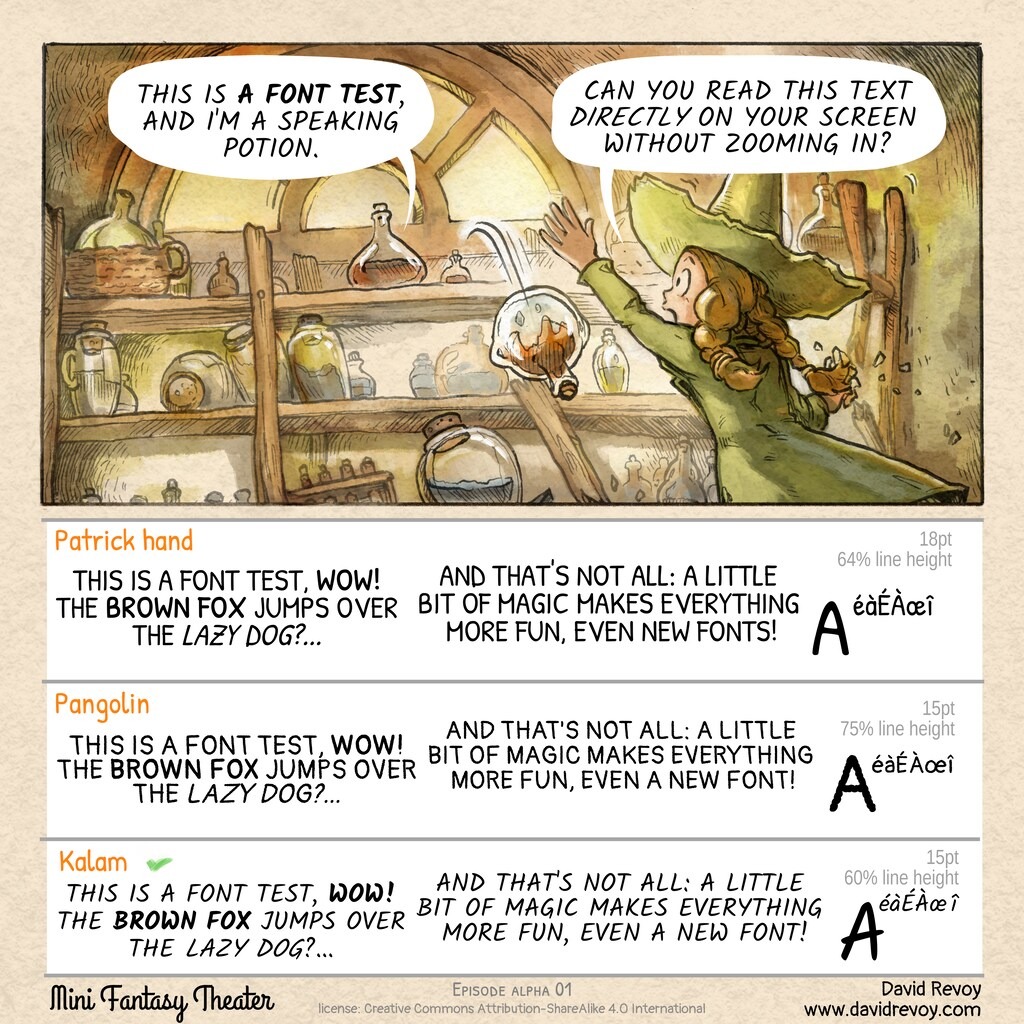 THIS IS A FONT TEST,
AND I'M A SPEAKING
POTION.
CAN YOU READ THIS TEXT
DIRECTLY ON YOUR SCREEN
WITHOUT ZOOMING IN?
Patrick hand
THIS IS A FONT TEST, WOW!
THE BROWN FOX JUMPS OVER
THE LAZY DOG?...
AND THAT'S NOT ALL: A LITTLE
BIT OF MAGIC MAKES EVERYTHING
MORE FUN, EVEN NEW FONTS!
18pt
64% line height
A éàÉÀœî
Pangolin
THIS IS A FONT TEST, WOW!
THE BROWN FOX JUMPS OVER
THE LAZY DOG?...
AND THAT'S NOT ALL: A LITTLE
BIT OF MAGIC MAKES EVERYTHING
MORE FUN, EVEN A NEW FONT!
15pt
75% line height
A éàÉÀœî
Kalam
THIS IS A FONT TEST, WOW!
THE BROWN FOX JUMPS OVER
THE LAZY DOG?...
AND THAT'S NOT ALL: A LITTLE
BIT OF MAGIC MAKES EVERYTHING
MORE FUN, EVEN A NEW FONT!
15pt
60% line height
A éàÉÀœî
Mini Fantasy Theater
EPISODE ALPHA 01
license: Creative Commons Attribution-ShareAlike 4.0 International
David Revoy
www.davidrevoy.com